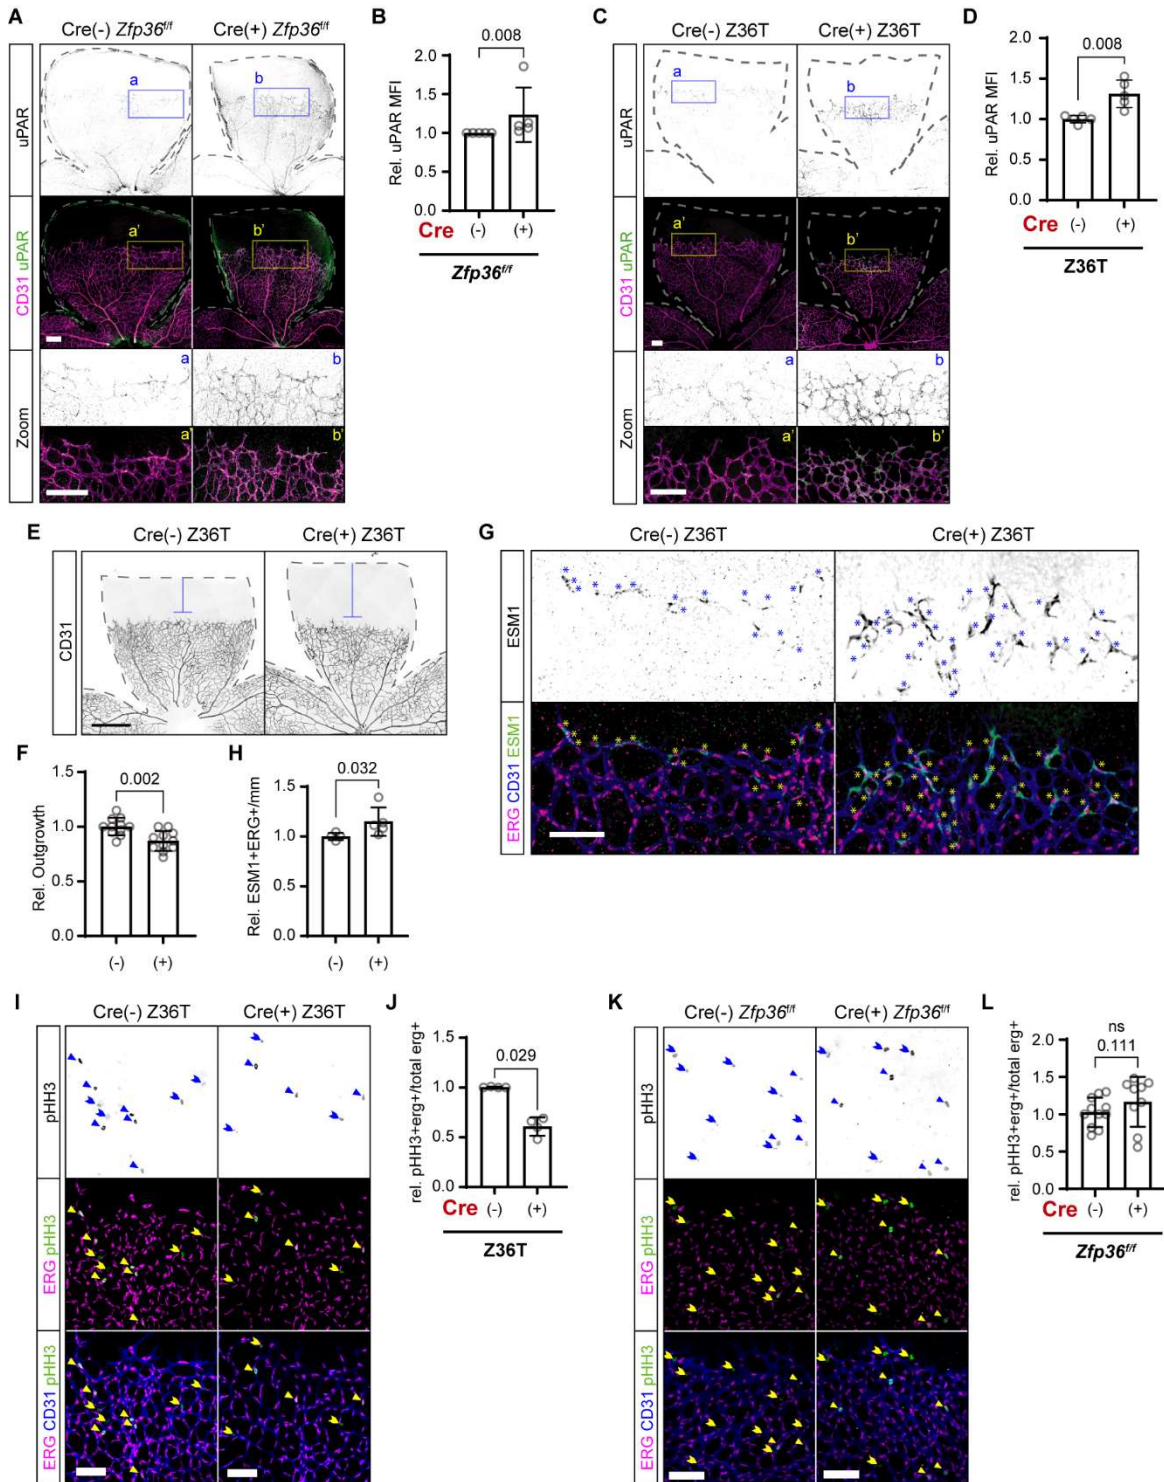 A
Cre(-) Zfp36f/f
Cre(+) Zfp36f/f
uPAR
a
b
CD31 uPAR
a'
b'
Zoom
a
b
a'
b'
B
0.008
2.0
1.5
1.0
0.5
0.0
Rel. uPAR MFI
Cre (-) (+)
Zfp36f/f
C
Cre(-) Z36T
Cre(+) Z36T
uPAR
a
b
CD31 uPAR
a'
b'
Zoom
a
b
a'
b'
D
0.008
2.0
1.5
1.0
0.5
0.0
Rel. uPAR MFI
Cre (-) (+)
Z36T
E
Cre(-) Z36T
Cre(+) Z36T
CD31
F
0.002
1.5
1.0
0.5
0.0
Rel. Outgrowth
(-) (+)
G
Cre(-) Z36T
Cre(+) Z36T
ESM1
ERG CD31 ESM1
H
0.032
1.5
1.0
0.5
0.0
Rel. ESM1+ERG+/mm
(-) (+)
I
Cre(-) Z36T
Cre(+) Z36T
pHH3
ERG pHH3
ERG CD31 pHH3
J
0.029
1.5
1.0
0.5
0.0
rel. pHH3+erg+/total erg+
Cre (-) (+)
Z36T
K
Cre(-) Zfp36f/f
Cre(+) Zfp36f/f
pHH3
ERG pHH3
ERG CD31 pHH3
L
ns
0.111
2.0
1.5
1.0
0.5
0.0
rel. pHH3+erg+/total erg+
Cre (-) (+)
Zfp36f/f